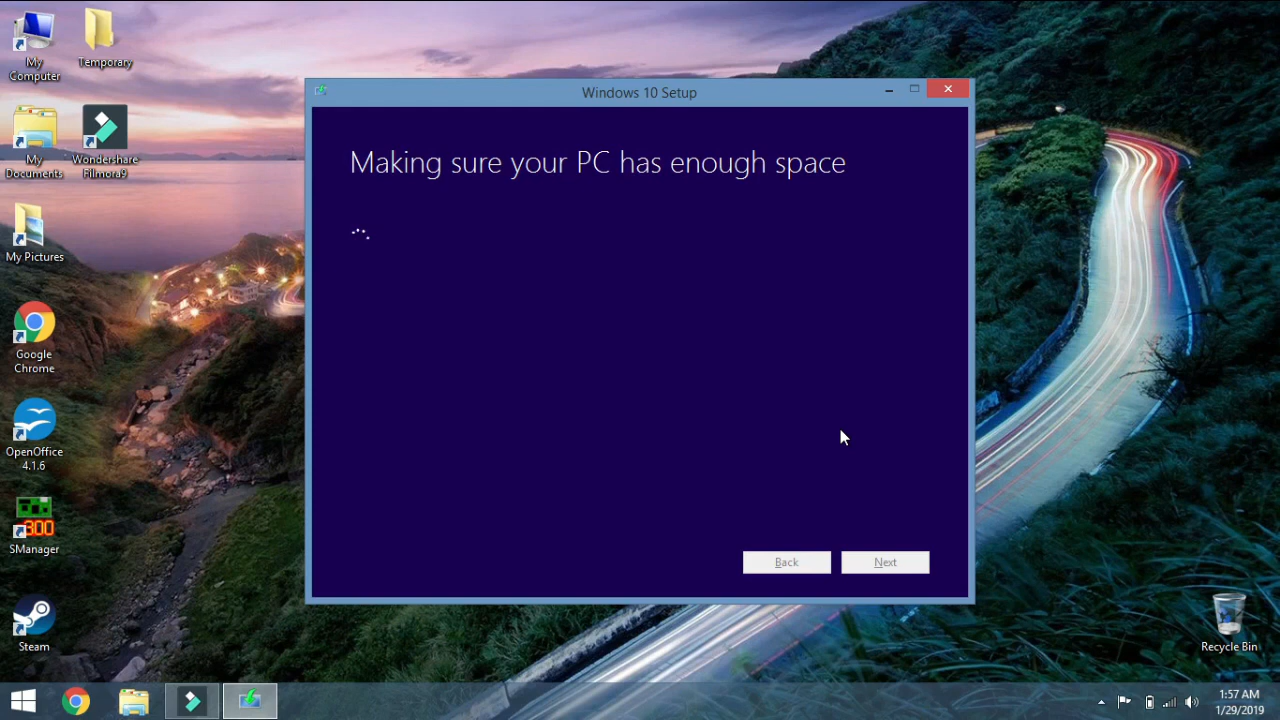 My
Computer
Temporary
My
Documents
Wondershare
Filmora9
My Pictures
Google
Chrome
OpenOffice
4.1.6
300
SManager
Steam
Windows 10 Setup
Making sure your PC has enough space
Back
Next
Recycle Bin
1:57 AM
1/29/2019